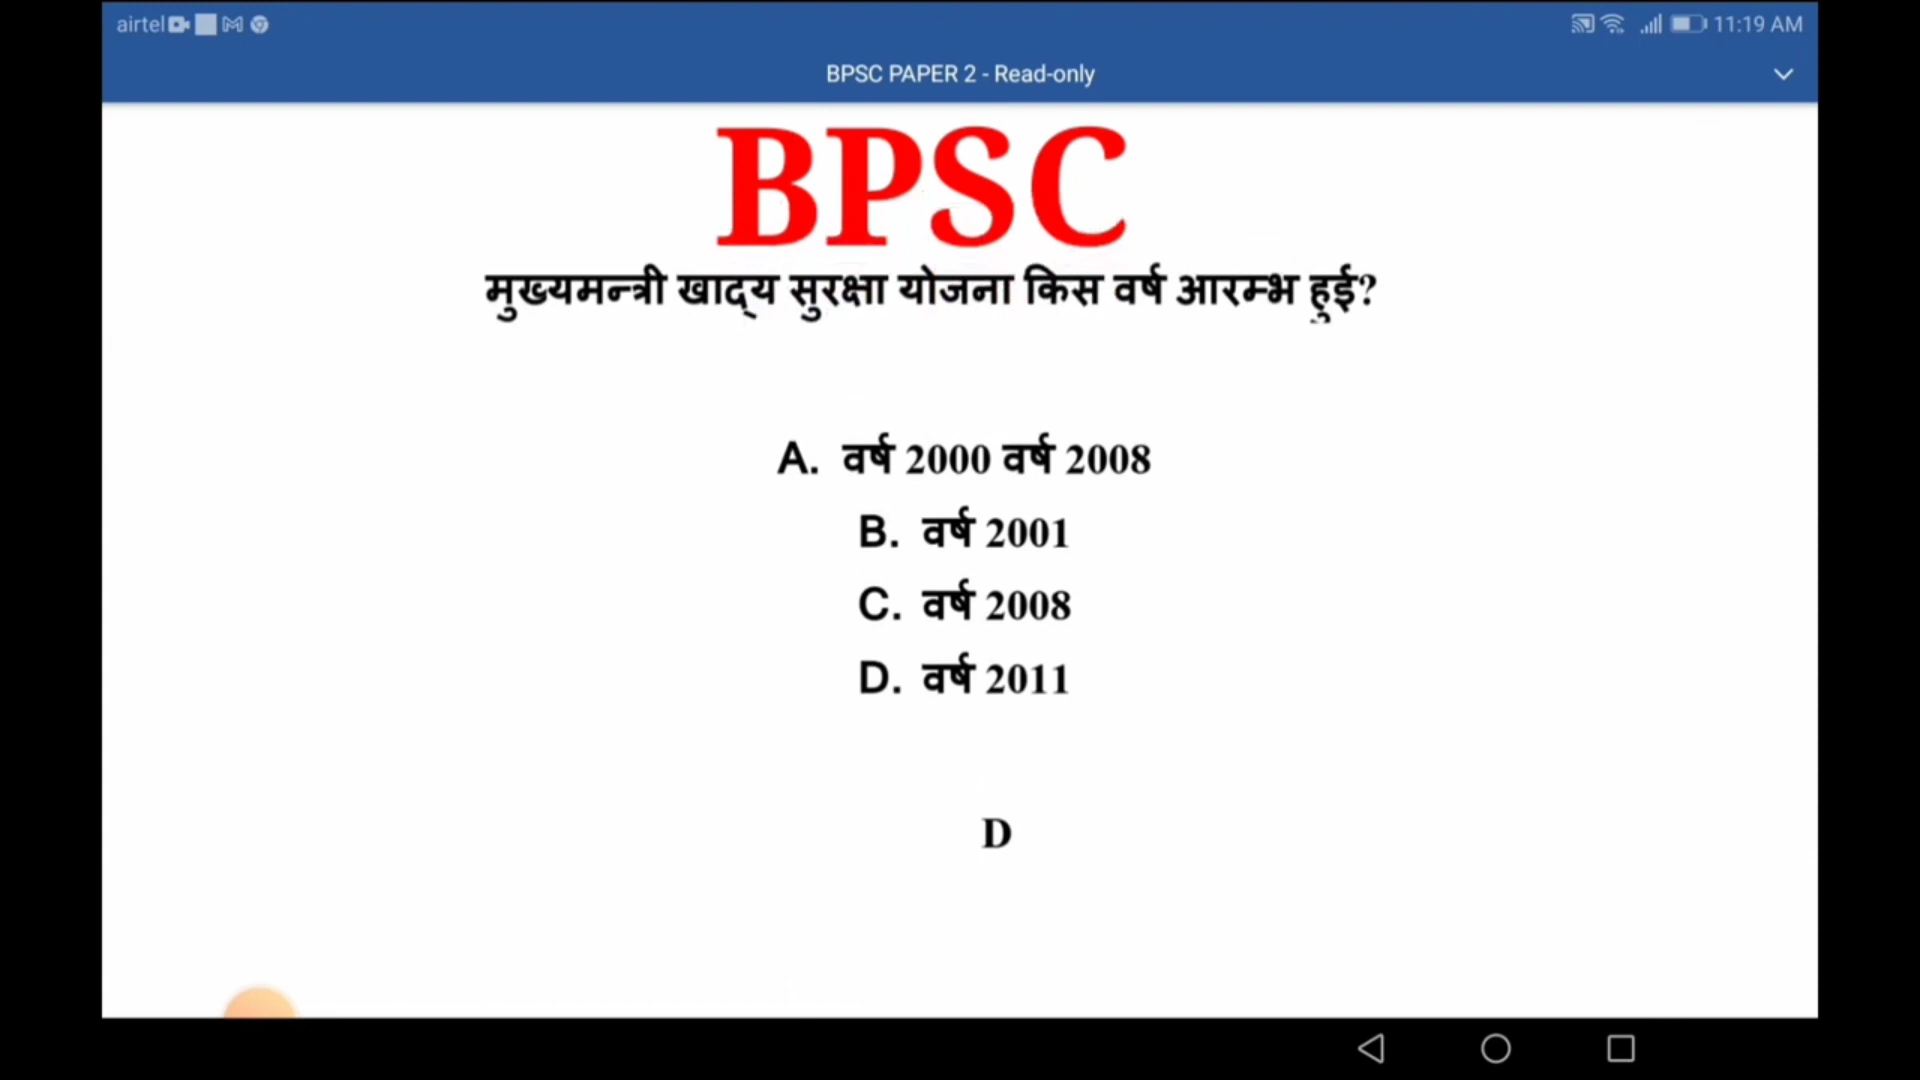 airtel 11:19 AM
BPSC PAPER 2 - Read-only
BPSC
मुख्यमन्त्री खाद्य सुरक्षा योजना किस वर्ष आरम्भ हुई?
A. वर्ष 2000 वर्ष 2008
B. वर्ष 2001
C. वर्ष 2008
D. वर्ष 2011
D